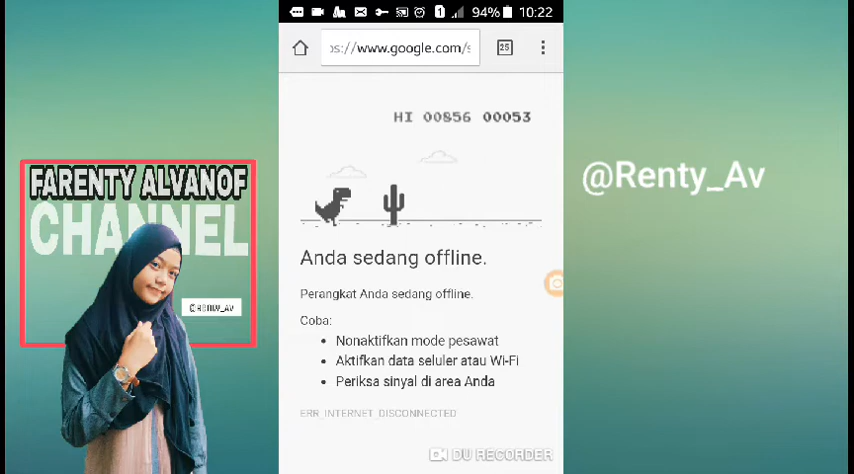 94% 10:22
ps://www.google.com/s
25
HI 00856 00053
FARENTY ALVANOF
CHANNEL
@Renty_Av
@Renty_Av
Anda sedang offline.
Perangkat Anda sedang offline.
Coba:
Nonaktifkan mode pesawat
Aktifkan data seluler atau Wi-Fi
Periksa sinyal di area Anda
ERR_INTERNET_DISCONNECTED
DU RECORDER